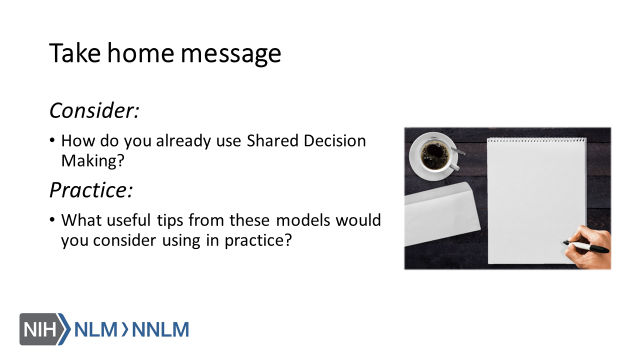 Take home message
Consider:
• How do you already use Shared Decision
Making?
Practice:
• What useful tips from these models would
you consider using in practice?
NIH NLM NNLM